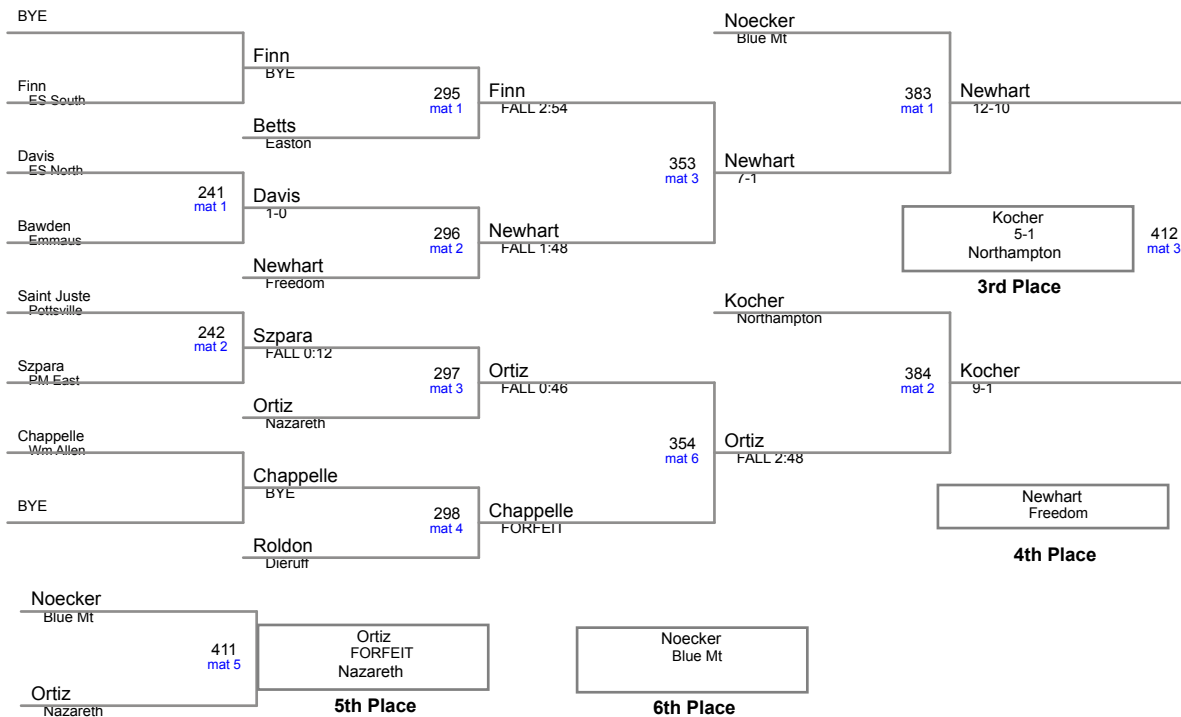 BYE
Finn
ES South
Davis
ES North
241
mat 1
Bawden
Emmaus
Saint Juste
Pottsville
242
mat 2
Szpara
PM East
Chappelle
Wm Allen
BYE
Finn
BYE
295
mat 1
Betts
Easton
Davis
1-0
296
mat 2
Newhart
Freedom
Szpara
FALL 0:12
297
mat 3
Ortiz
Nazareth
Chappelle
BYE
298
mat 4
Roldon
Dieruff
Finn
FALL 2:54
353
mat 3
Newhart
FALL 1:48
Ortiz
FALL 0:46
354
mat 6
Chappelle
FORFEIT
Noecker
Blue Mt
383
mat 1
Newhart
7-1
Kocher
Northampton
384
mat 2
Ortiz
FALL 2:48
Newhart
12-10
Kocher
5-1
Northampton
412
mat 3
3rd Place
Kocher
9-1
Newhart
Freedom
4th Place
Noecker
Blue Mt
411
mat 5
Ortiz
Nazareth
Ortiz
FORFEIT
Nazareth
5th Place
Noecker
Blue Mt
6th Place